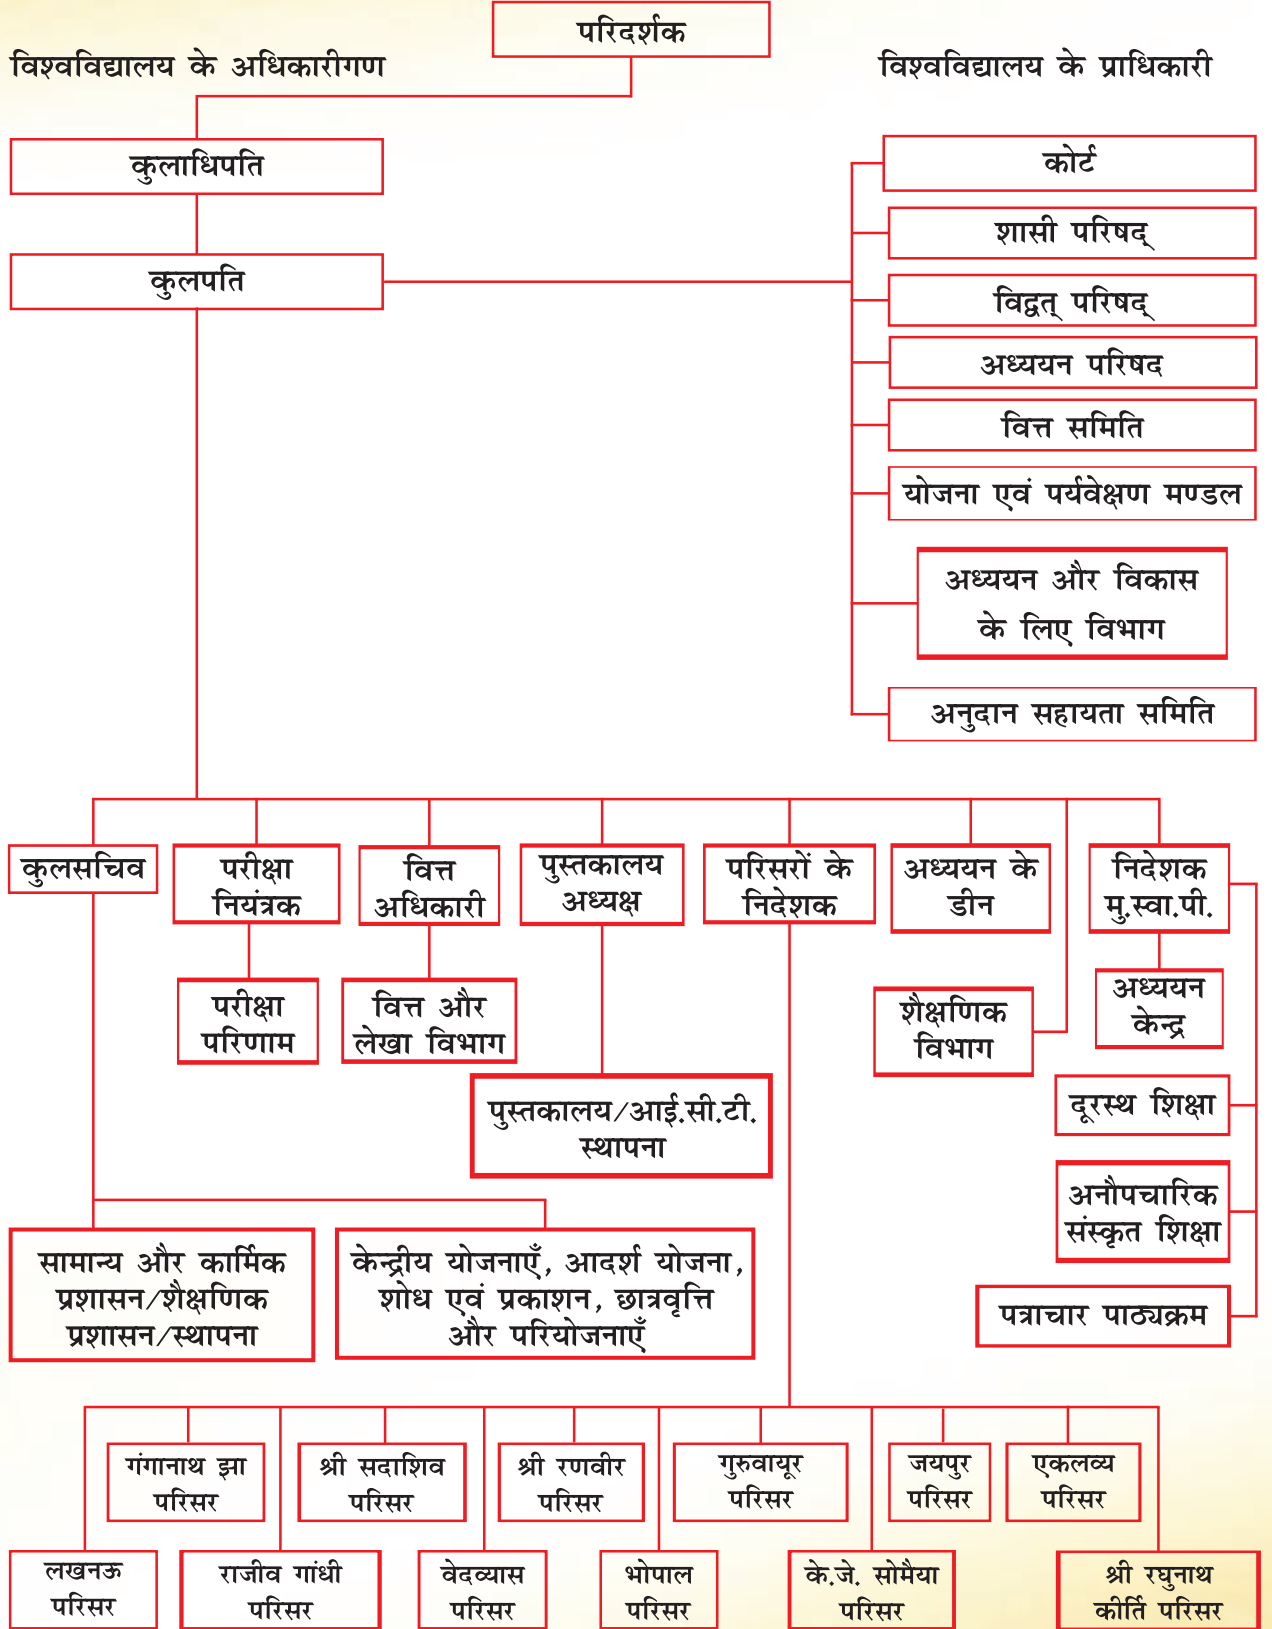 परिदर्शक
विश्वविद्यालय के अधिकारीगण
विश्वविद्यालय के प्राधिकारी
कुलाधिपति
कुलपति
कोर्ट
शासी परिषद्
विद्वत् परिषद्
अध्ययन परिषद
वित्त समिति
योजना एवं पर्यवेक्षण मण्डल
अध्ययन और विकास
के लिए विभाग
अनुदान सहायता समिति
कुलसचिव
परीक्षा
नियंत्रक
वित्त
अधिकारी
पुस्तकालय
अध्यक्ष
परिसरों के
निदेशक
अध्ययन के
डीन
निदेशक
मु.स्वा.पी.
परीक्षा
परिणाम
वित्त और
लेखा विभाग
पुस्तकालय/आई.सी.टी.
स्थापना
शैक्षणिक
विभाग
अध्ययन
केन्द्र
दूरस्थ शिक्षा
अनौपचारिक
संस्कृत शिक्षा
पत्राचार पाठ्यक्रम
सामान्य और कार्मिक
प्रशासन/शैक्षणिक
प्रशासन/स्थापना
केन्द्रीय योजनाएँ, आदर्श योजना,
शोध एवं प्रकाशन, छात्रवृत्ति
और परियोजनाएँ
गंगानाथ झा
परिसर
श्री सदाशिव
परिसर
श्री रणवीर
परिसर
गुरुवायूर
परिसर
जयपुर
परिसर
एकलव्य
परिसर
लखनऊ
परिसर
राजीव गांधी
परिसर
वेदव्यास
परिसर
भोपाल
परिसर
के.जे. सोमैया
परिसर
श्री रघुनाथ
कीर्ति परिसर